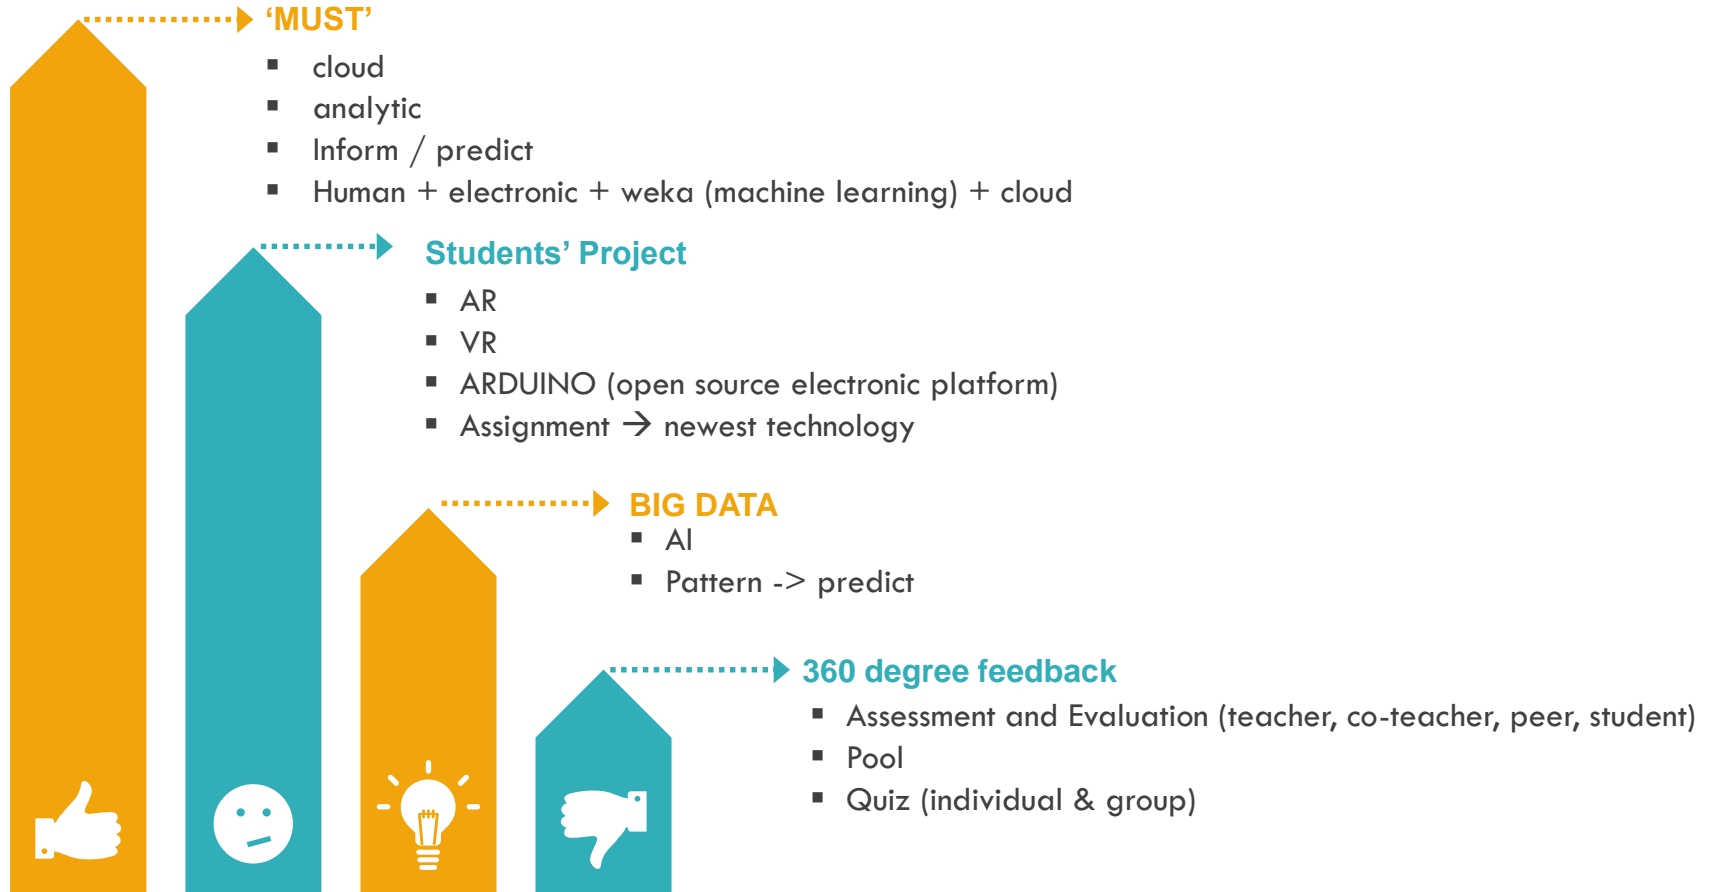 ‘MUST’
▪ cloud
▪ analytic
▪ Inform / predict
▪ Human + electronic + weka (machine learning) + cloud
Students’ Project
▪ AR
▪ VR
▪ ARDUINO (open source electronic platform)
▪ Assignment → newest technology
BIG DATA
▪ AI
▪ Pattern -> predict
360 degree feedback
▪ Assessment and Evaluation (teacher, co-teacher, peer, student)
▪ Pool
▪ Quiz (individual & group)